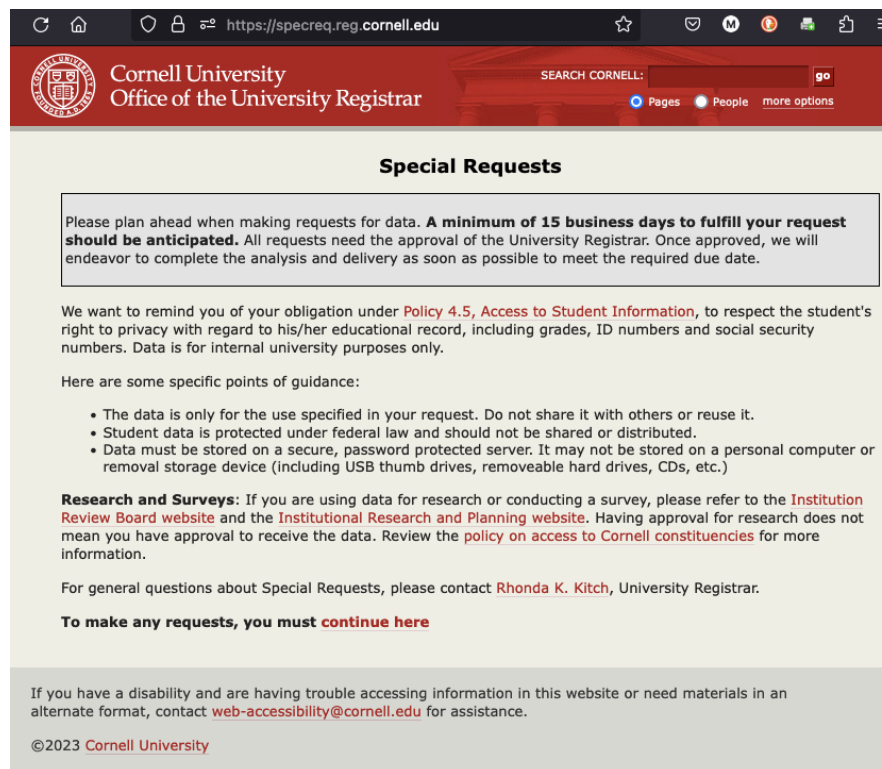 https://specreq.reg.cornell.edu
M
Cornell University
Office of the University Registrar
SEARCH CORNELL:
go
Pages People more options
Special Requests
Please plan ahead when making requests for data. A minimum of 15 business days to fulfill your request
should be anticipated. All requests need the approval of the University Registrar. Once approved, we will
endeavor to complete the analysis and delivery as soon as possible to meet the required due date.
We want to remind you of your obligation under Policy 4.5, Access to Student Information, to respect the student's
right to privacy with regard to his/her educational record, including grades, ID numbers and social security
numbers. Data is for internal university purposes only.
Here are some specific points of guidance:
• The data is only for the use specified in your request. Do not share it with others or reuse it.
• Student data is protected under federal law and should not be shared or distributed.
• Data must be stored on a secure, password protected server. It may not be stored on a personal computer or
removal storage device (including USB thumb drives, removeable hard drives, CDs, etc.)
Research and Surveys: If you are using data for research or conducting a survey, please refer to the Institution
Review Board website and the Institutional Research and Planning website. Having approval for research does not
mean you have approval to receive the data. Review the policy on access to Cornell constituencies for more
information.
For general questions about Special Requests, please contact Rhonda K. Kitch, University Registrar.
To make any requests, you must continue here
If you have a disability and are having trouble accessing information in this website or need materials in an
alternate format, contact web-accessibility@cornell.edu for assistance.
©2023 Cornell University